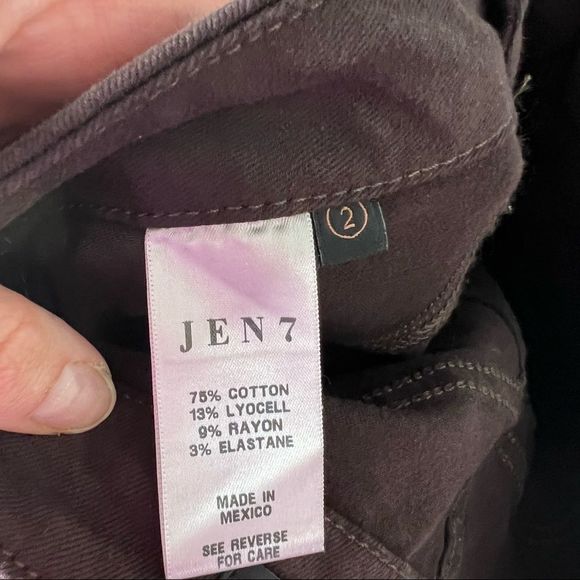 2
JEN7
75% COTTON
13% LYOCELL
9% RAYON
3% ELASTANE
MADE IN
MEXICO
SEE REVERSE
FOR CARE